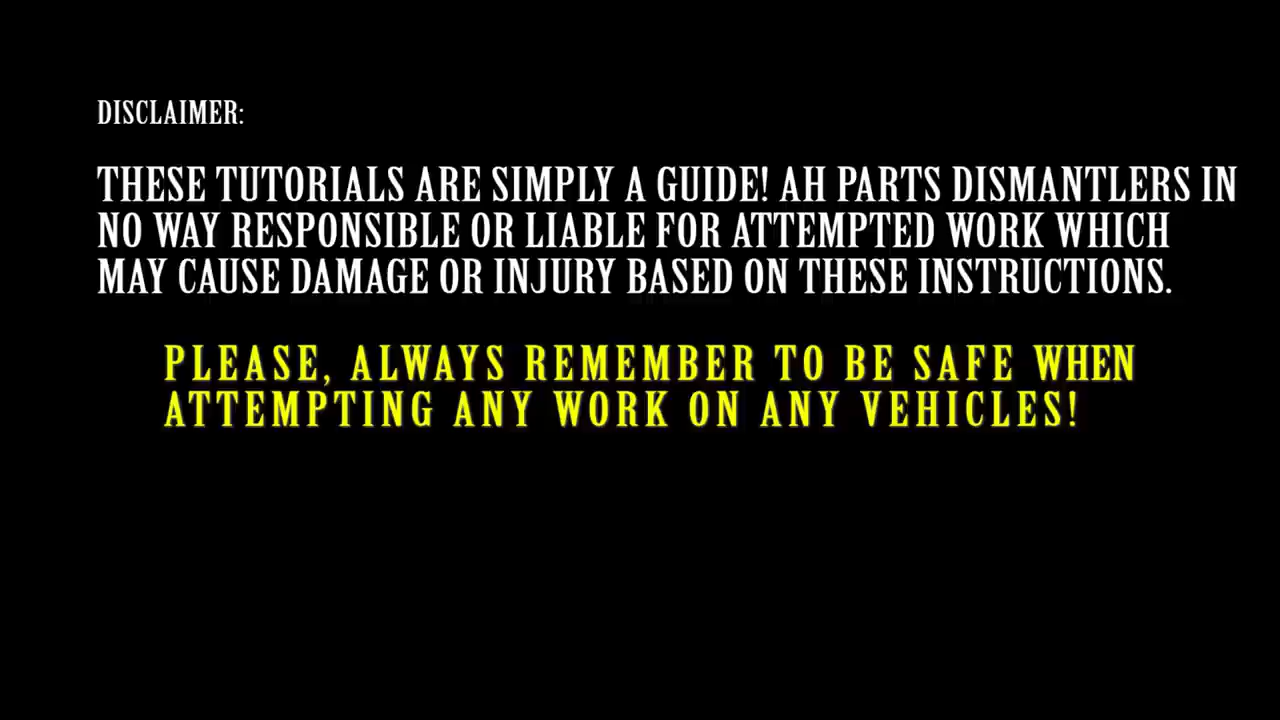 DISCLAIMER:
THESE TUTORIALS ARE SIMPLY A GUIDE! AH PARTS DISMANTLERS IN
NO WAY RESPONSIBLE OR LIABLE FOR ATTEMPTED WORK WHICH
MAY CAUSE DAMAGE OR INJURY BASED ON THESE INSTRUCTIONS.
PLEASE, ALWAYS REMEMBER TO BE SAFE WHEN
ATTEMPTING ANY WORK ON ANY VEHICLES!